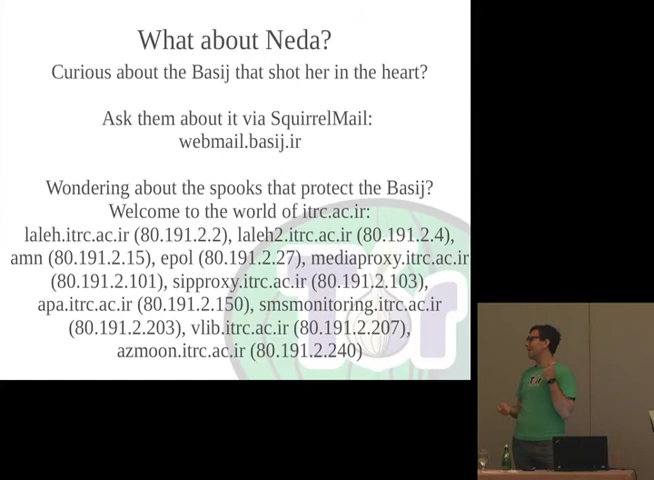 What about Neda?
Curious about the Basij that shot her in the heart?
Ask them about it via SquirrelMail:
webmail.basij.ir
Wondering about the spooks that protect the Basij?
Welcome to the world of itrc.ac.ir:
laleh.itrc.ac.ir (80.191.2.2), laleh2.itrc.ac.ir (80.191.2.4),
amn (80.191.2.15), epol (80.191.2.27), mediaproxy.itrc.ac.ir
(80.191.2.101), sipproxy.itrc.ac.ir (80.191.2.103),
apa.itrc.ac.ir (80.191.2.150), smsmonitoring.itrc.ac.ir
(80.191.2.203), vlib.itrc.ac.ir (80.191.2.207),
azmoon.itrc.ac.ir (80.191.2.240)
Tor